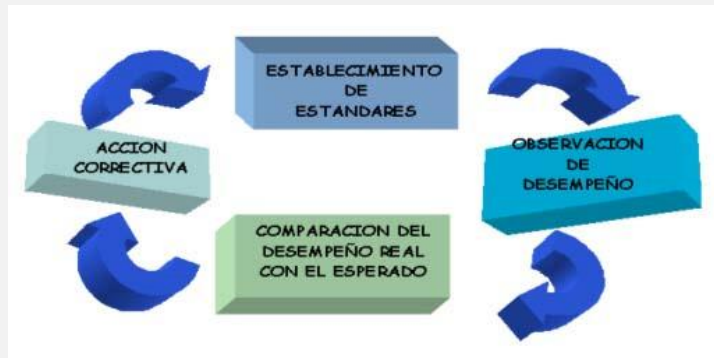 ESTABLECIMIENTO
DE
ESTANDARES
OBSERVACION
DE
DESEMPEÑO
COMPARACION DEL
DESEMPEÑO REAL
CON EL ESPERADO
ACCION
CORRECTIVA